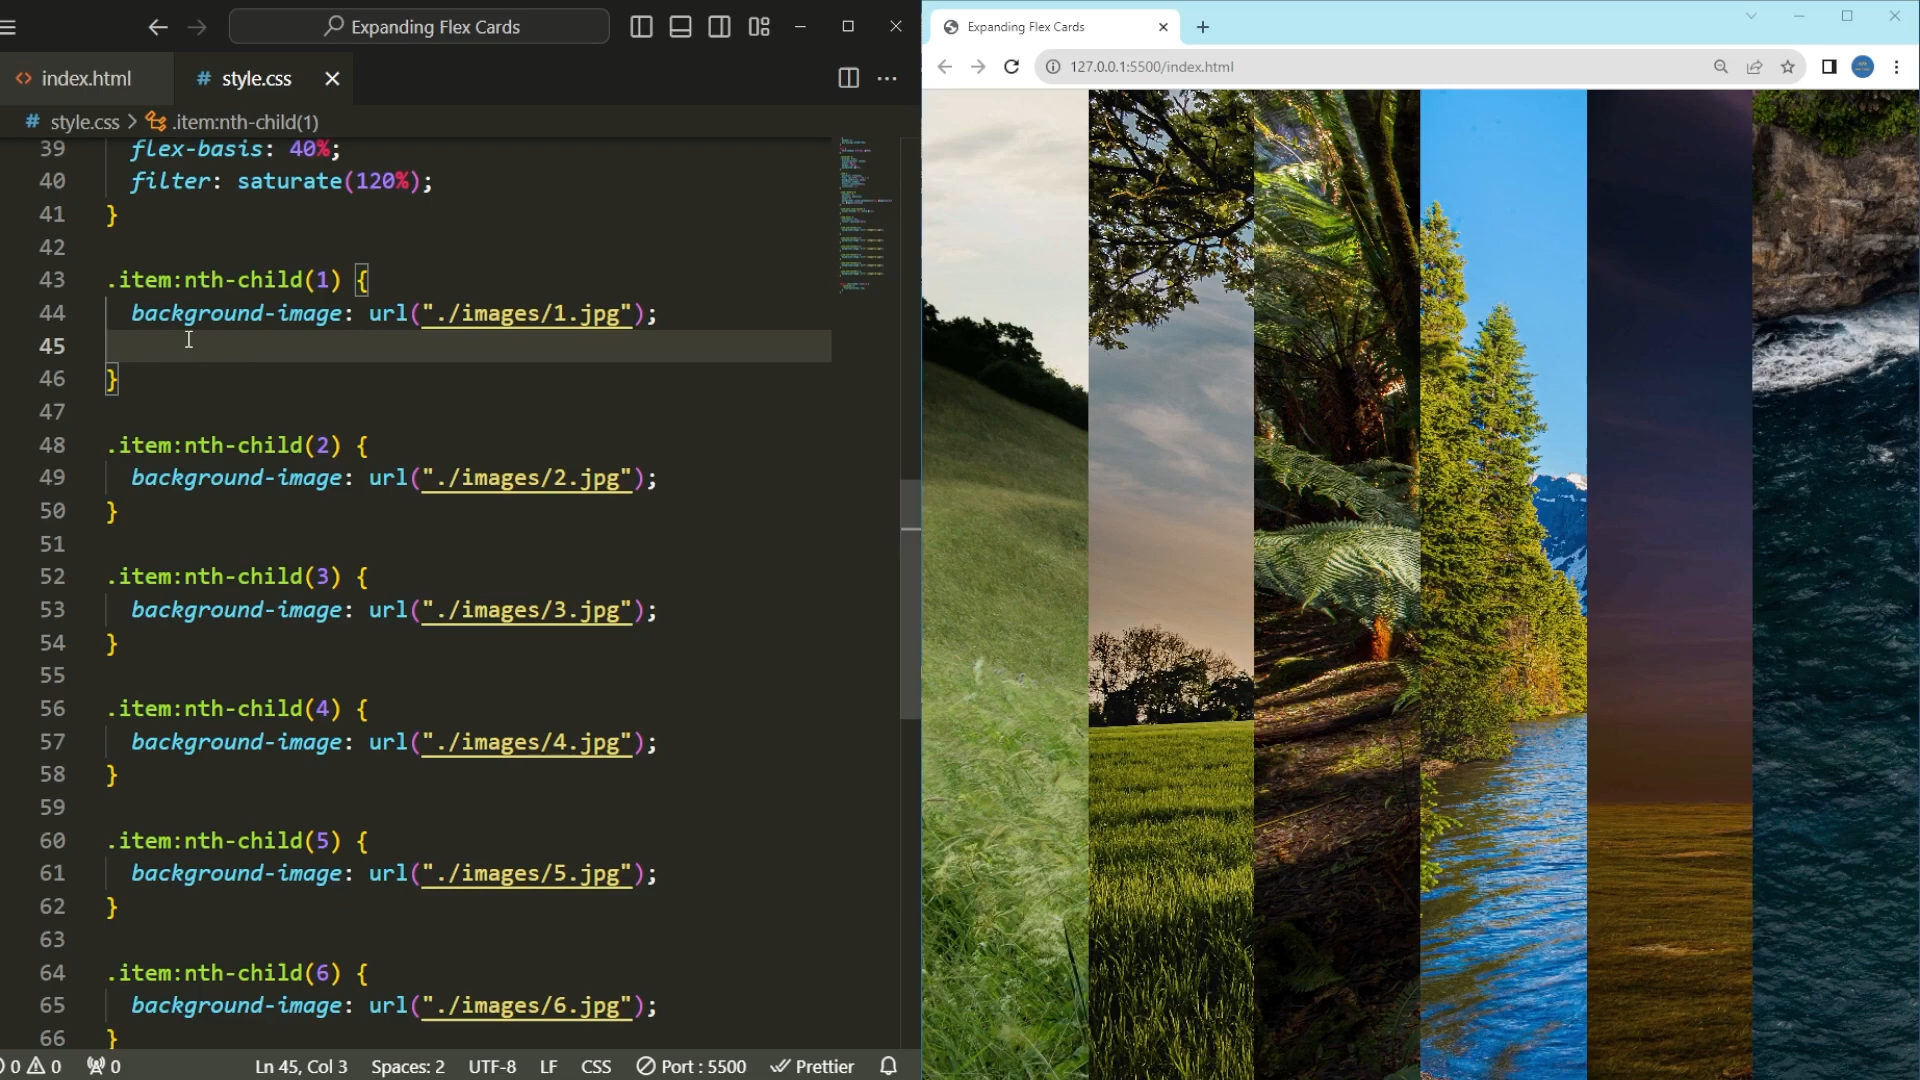 Expanding Flex Cards
index.html
# style.css
# style.css > .item:nth-child(1)
39 flex-basis: 40%;
40 filter: saturate(120%);
41 }
42
43 .item:nth-child(1) {
44 background-image: url("./images/1.jpg");
45
46 }
47
48 .item:nth-child(2) {
49 background-image: url("./images/2.jpg");
50 }
51
52 .item:nth-child(3) {
53 background-image: url("./images/3.jpg");
54 }
55
56 .item:nth-child(4) {
57 background-image: url("./images/4.jpg");
58 }
59
60 .item:nth-child(5) {
61 background-image: url("./images/5.jpg");
62 }
63
64 .item:nth-child(6) {
65 background-image: url("./images/6.jpg");
66 }
0 0 0 Ln 45, Col 3 Spaces: 2 UTF-8 LF CSS Port : 5500 Prettier
Expanding Flex Cards
127.0.0.1:5500/index.html